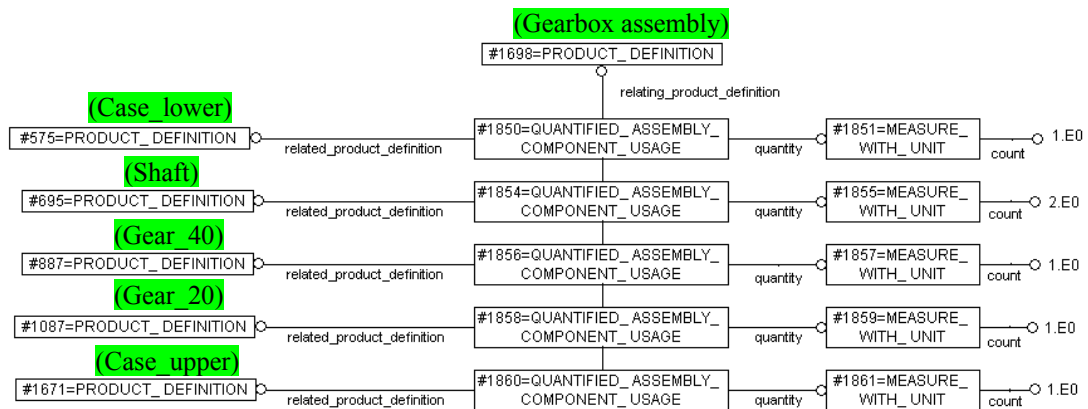 (Gearbox assembly)
#1698=PRODUCT_ DEFINITION
relating_product_definition
(Case_lower)
#575=PRODUCT_ DEFINITION
related_product_definition
#1850=QUANTIFIED_ ASSEMBLY_
COMPONENT_ USAGE
quantity
#1851=MEASURE_
WITH_ UNIT
count
1.E0
(Shaft)
#695=PRODUCT_ DEFINITION
related_product_definition
#1854=QUANTIFIED_ ASSEMBLY_
COMPONENT_ USAGE
quantity
#1855=MEASURE_
WITH_ UNIT
count
2.E0
(Gear_40)
#887=PRODUCT_ DEFINITION
related_product_definition
#1856=QUANTIFIED_ ASSEMBLY_
COMPONENT_ USAGE
quantity
#1857=MEASURE_
WITH_ UNIT
count
1.E0
(Gear_20)
#1087=PRODUCT_ DEFINITION
related_product_definition
#1858=QUANTIFIED_ ASSEMBLY_
COMPONENT_ USAGE
quantity
#1859=MEASURE_
WITH_ UNIT
count
1.E0
(Case_upper)
#1671=PRODUCT_ DEFINITION
related_product_definition
#1860=QUANTIFIED_ ASSEMBLY_
COMPONENT_ USAGE
quantity
#1861=MEASURE_
WITH_ UNIT
count
1.E0